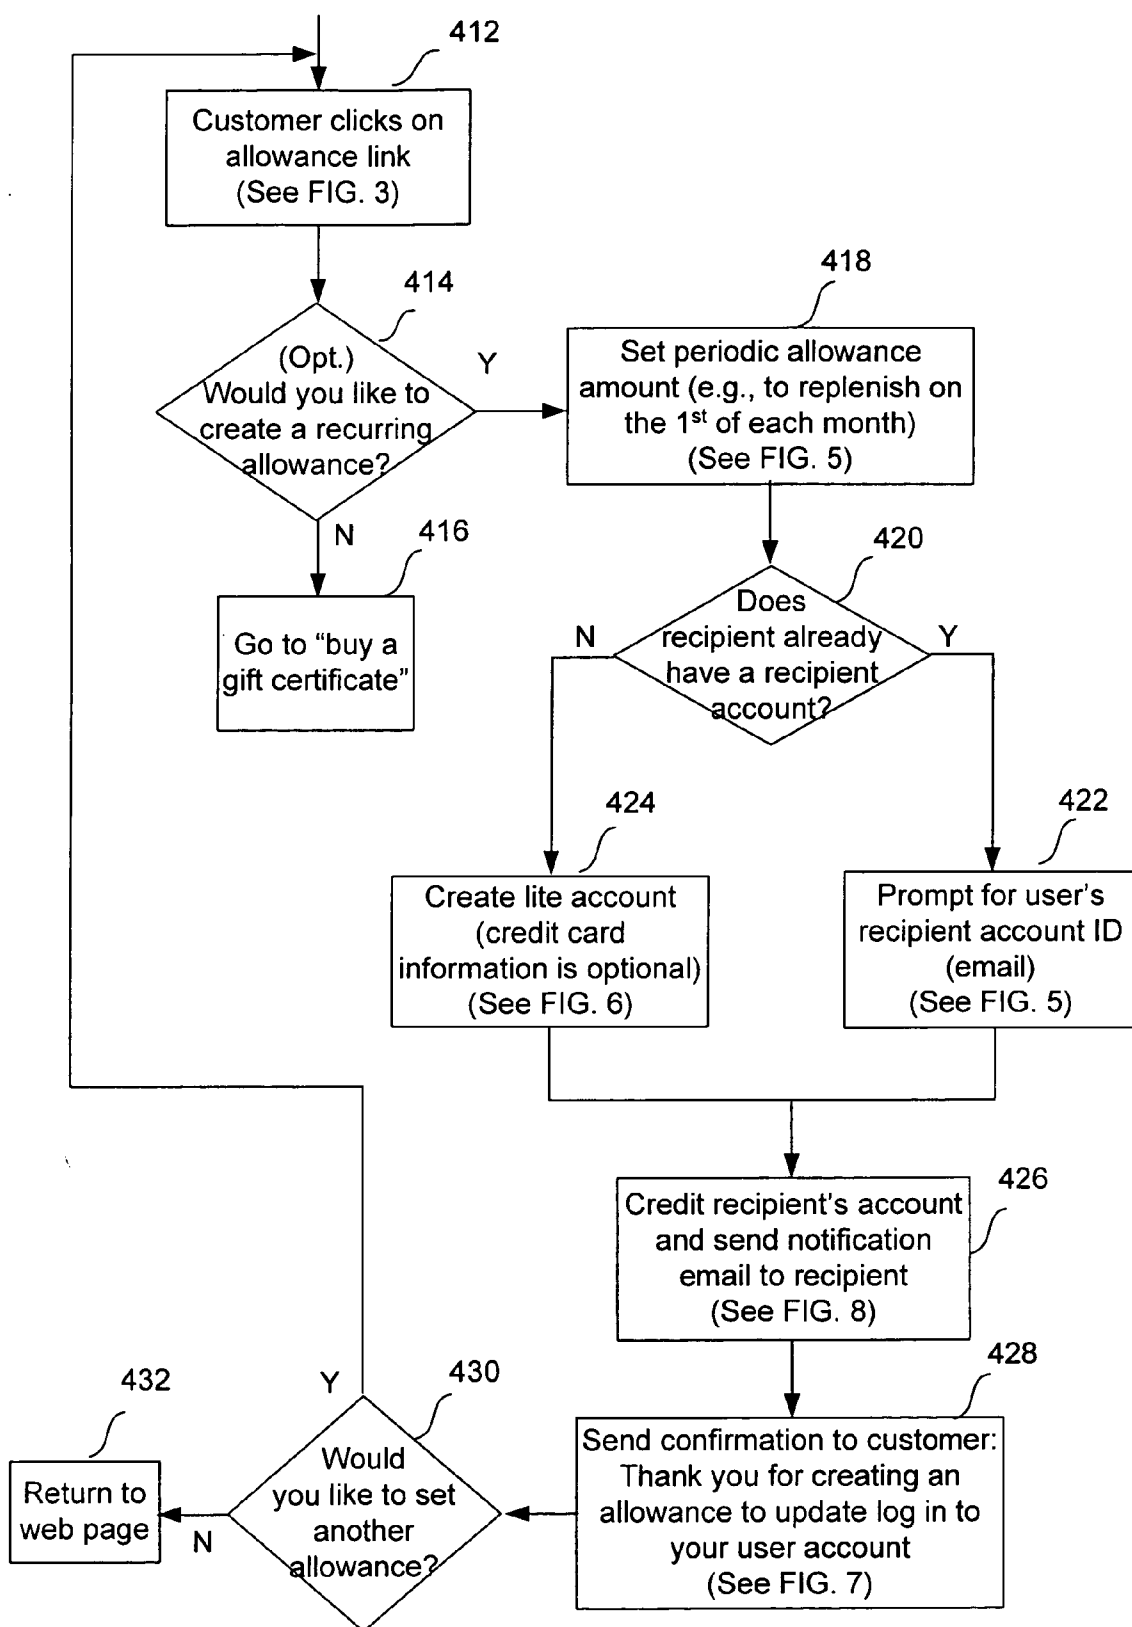 412
Customer clicks on
allowance link
(See FIG. 3)
414
(Opt.)
Would you like to
create a recurring
allowance?
Y
N
418
Set periodic allowance
amount (e.g., to replenish on
the 1st of each month)
(See FIG. 5)
416
Go to “buy a
gift certificate”
420
Does
recipient already
have a recipient
account?
N
Y
424
Create lite account
(credit card
information is optional)
(See FIG. 6)
422
Prompt for user's
recipient account ID
(email)
(See FIG. 5)
426
Credit recipient's account
and send notification
email to recipient
(See FIG. 8)
428
Send confirmation to customer:
Thank you for creating an
allowance to update log in to
your user account
(See FIG. 7)
430
Y
Would
you like to set
another
allowance?
N
432
Return to
web page